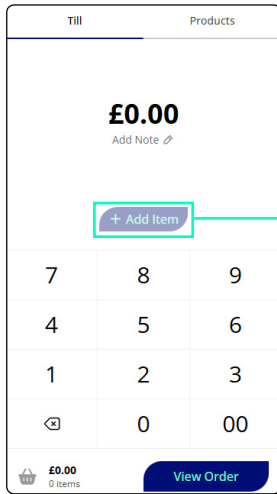 Till Products
£0.00
Add Note
+ Add Item
7 8 9
4 5 6
1 2 3
0 00
£0.00
0 items
View Order